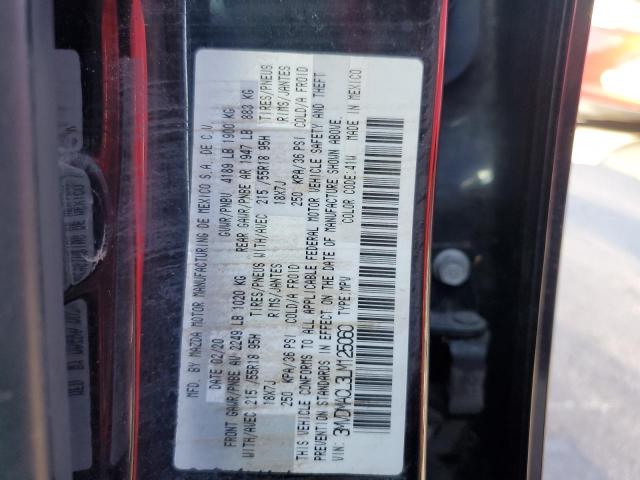 MFD. BY MAZDA MOTOR MANUFACTURING DE MEXICO S.A. DE C.V.
DATE 02/20 GVWR/PNBV 4189 LB 1900 KG
FRONT GAWR/PNBE AV 2249 LB 1020 KG REAR GAWR/PNBE AR 1947 LB 883 KG
WITH/AVEC 215 /55R18 95H TIRES/PNEUS WITH/AVEC 215 /55R18 95H TIRES/PNEUS
18X7J RIMS/JANTES 18X7J RIMS/JANTES
250 KPA/36 PSI COLD/A FROID 250 KPA/36 PSI COLD/A FROID
THIS VEHICLE CONFORMS TO ALL APPLICABLE FEDERAL MOTOR VEHICLE SAFETY AND THEFT
PREVENTION STANDARDS IN EFFECT ON THE DATE OF MANUFACTURE SHOWN ABOVE.
VIN: 3MVDMACL3LM125060 TYPE:MPV COLOR CODE:41W MADE IN MEXICO